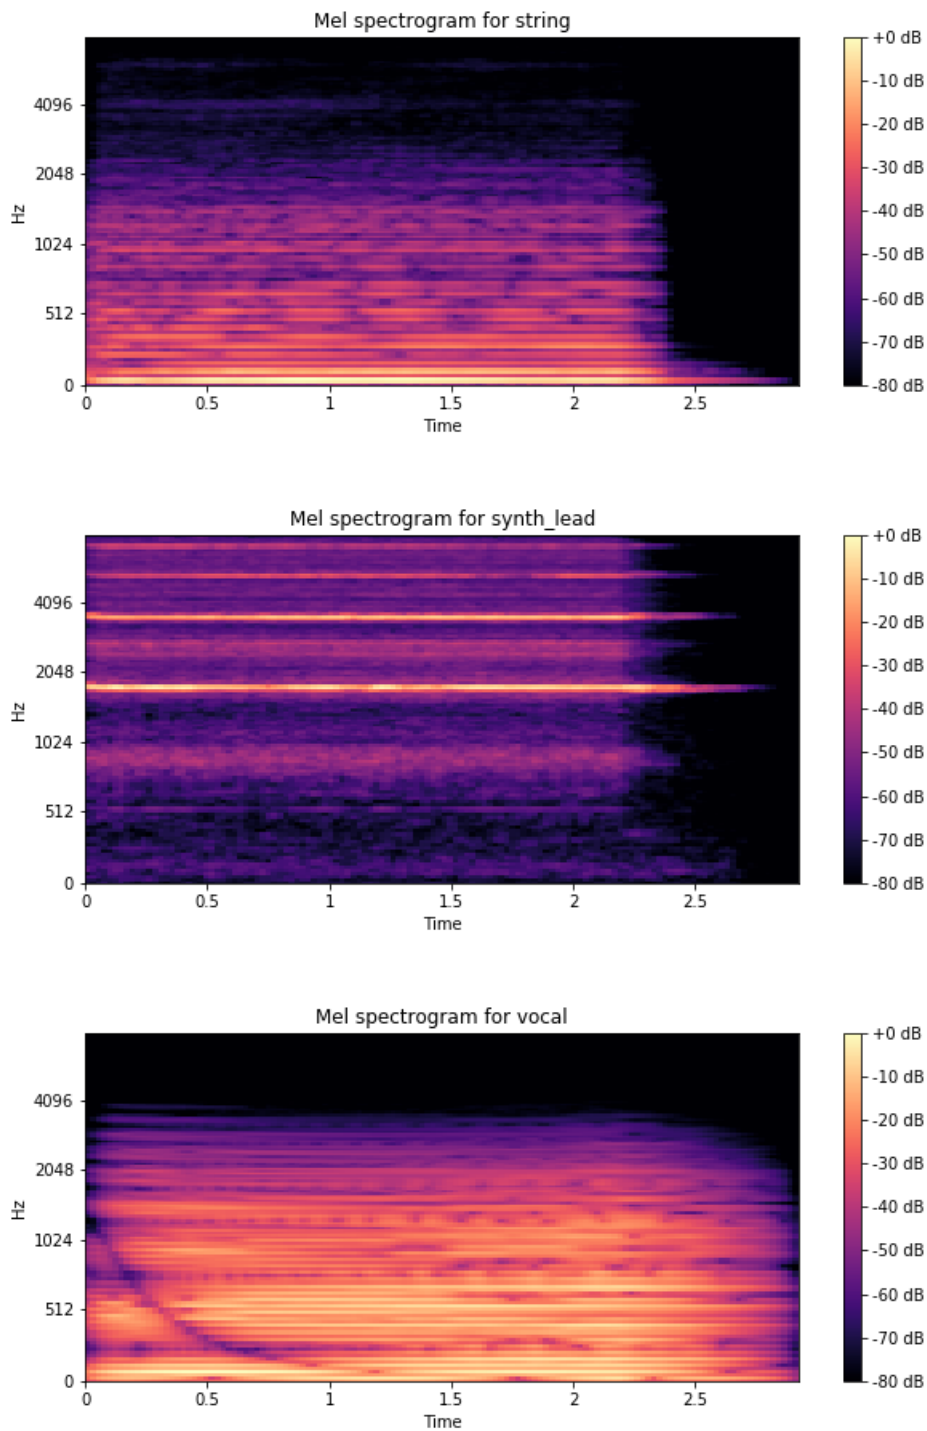 Mel spectrogram for string
+0 dB
-10 dB
-20 dB
-30 dB
-40 dB
-50 dB
-60 dB
-70 dB
-80 dB
4096
2048
1024
512
0
Hz
0 0.5 1 1.5 2 2.5
Time
Mel spectrogram for synth_lead
+0 dB
-10 dB
-20 dB
-30 dB
-40 dB
-50 dB
-60 dB
-70 dB
-80 dB
4096
2048
1024
512
0
Hz
0 0.5 1 1.5 2 2.5
Time
Mel spectrogram for vocal
+0 dB
-10 dB
-20 dB
-30 dB
-40 dB
-50 dB
-60 dB
-70 dB
-80 dB
4096
2048
1024
512
0
Hz
0 0.5 1 1.5 2 2.5
Time